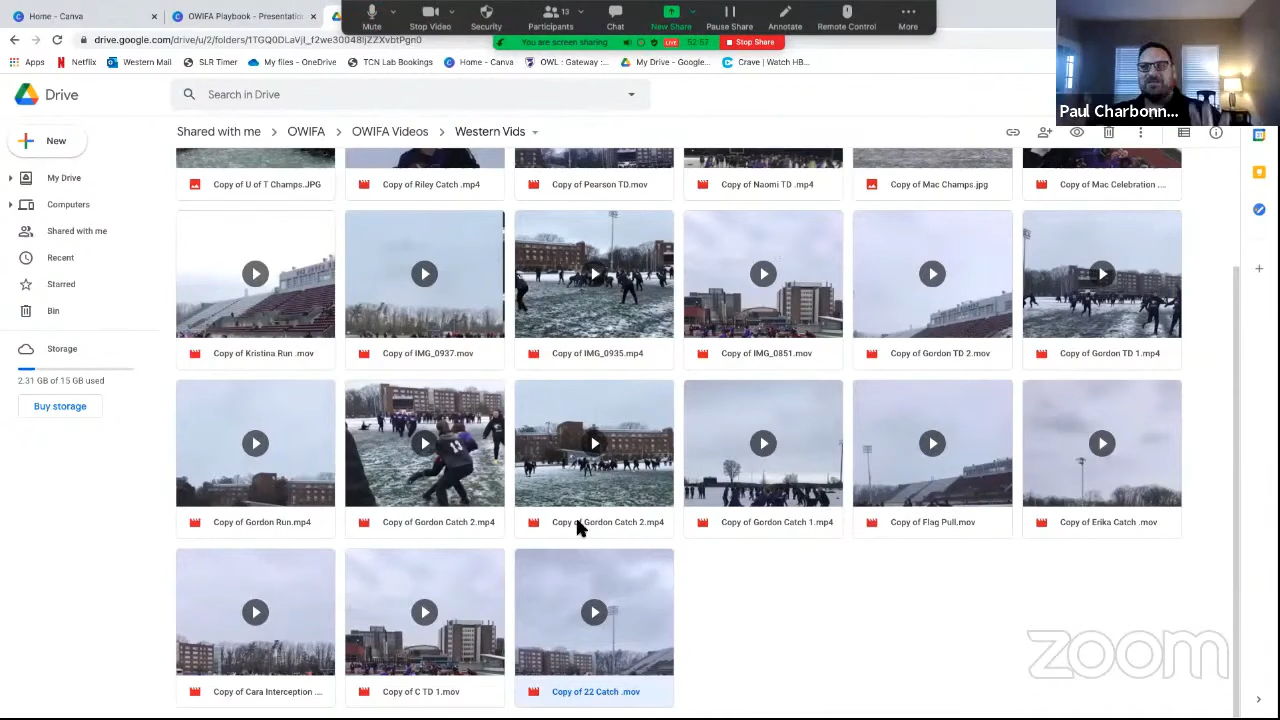 Home - Canva
OWIFA Playbook - Presentatio
Mute
Stop Video
Security
Participants
13
Chat
New Share
Pause Share
Annotate
Remote Control
More
You are screen sharing
LIVE
52:57
Stop Share
Apps
Netflix
Western Mail
SLR Timer
My files - OneDrive
TCN Lab Bookings
Home - Canva
OWL : Gateway :...
My Drive - Google...
Crave | Watch HB...
Paul Charbonn...
Drive
Search in Drive
New
Shared with me > OWIFA > OWIFA Videos > Western Vids
My Drive
Computers
Shared with me
Recent
Starred
Bin
Storage
2.31 GB of 15 GB used
Buy storage
Copy of U of T Champs.JPG
Copy of Riley Catch .mp4
Copy of Pearson TD.mov
Copy of Naomi TD .mp4
Copy of Mac Champs.jpg
Copy of Mac Celebration ....
Copy of Kristina Run .mov
Copy of IMG_0937.mov
Copy of IMG_0935.mp4
Copy of IMG_0851.mov
Copy of Gordon TD 2.mov
Copy of Gordon TD 1.mp4
Copy of Gordon Run.mp4
Copy of Gordon Catch 2.mp4
Copy of Gordon Catch 2.mp4
Copy of Gordon Catch 1.mp4
Copy of Flag Pull.mov
Copy of Erika Catch .mov
Copy of Cara Interception ....
Copy of C TD 1.mov
Copy of 22 Catch .mov
zoom